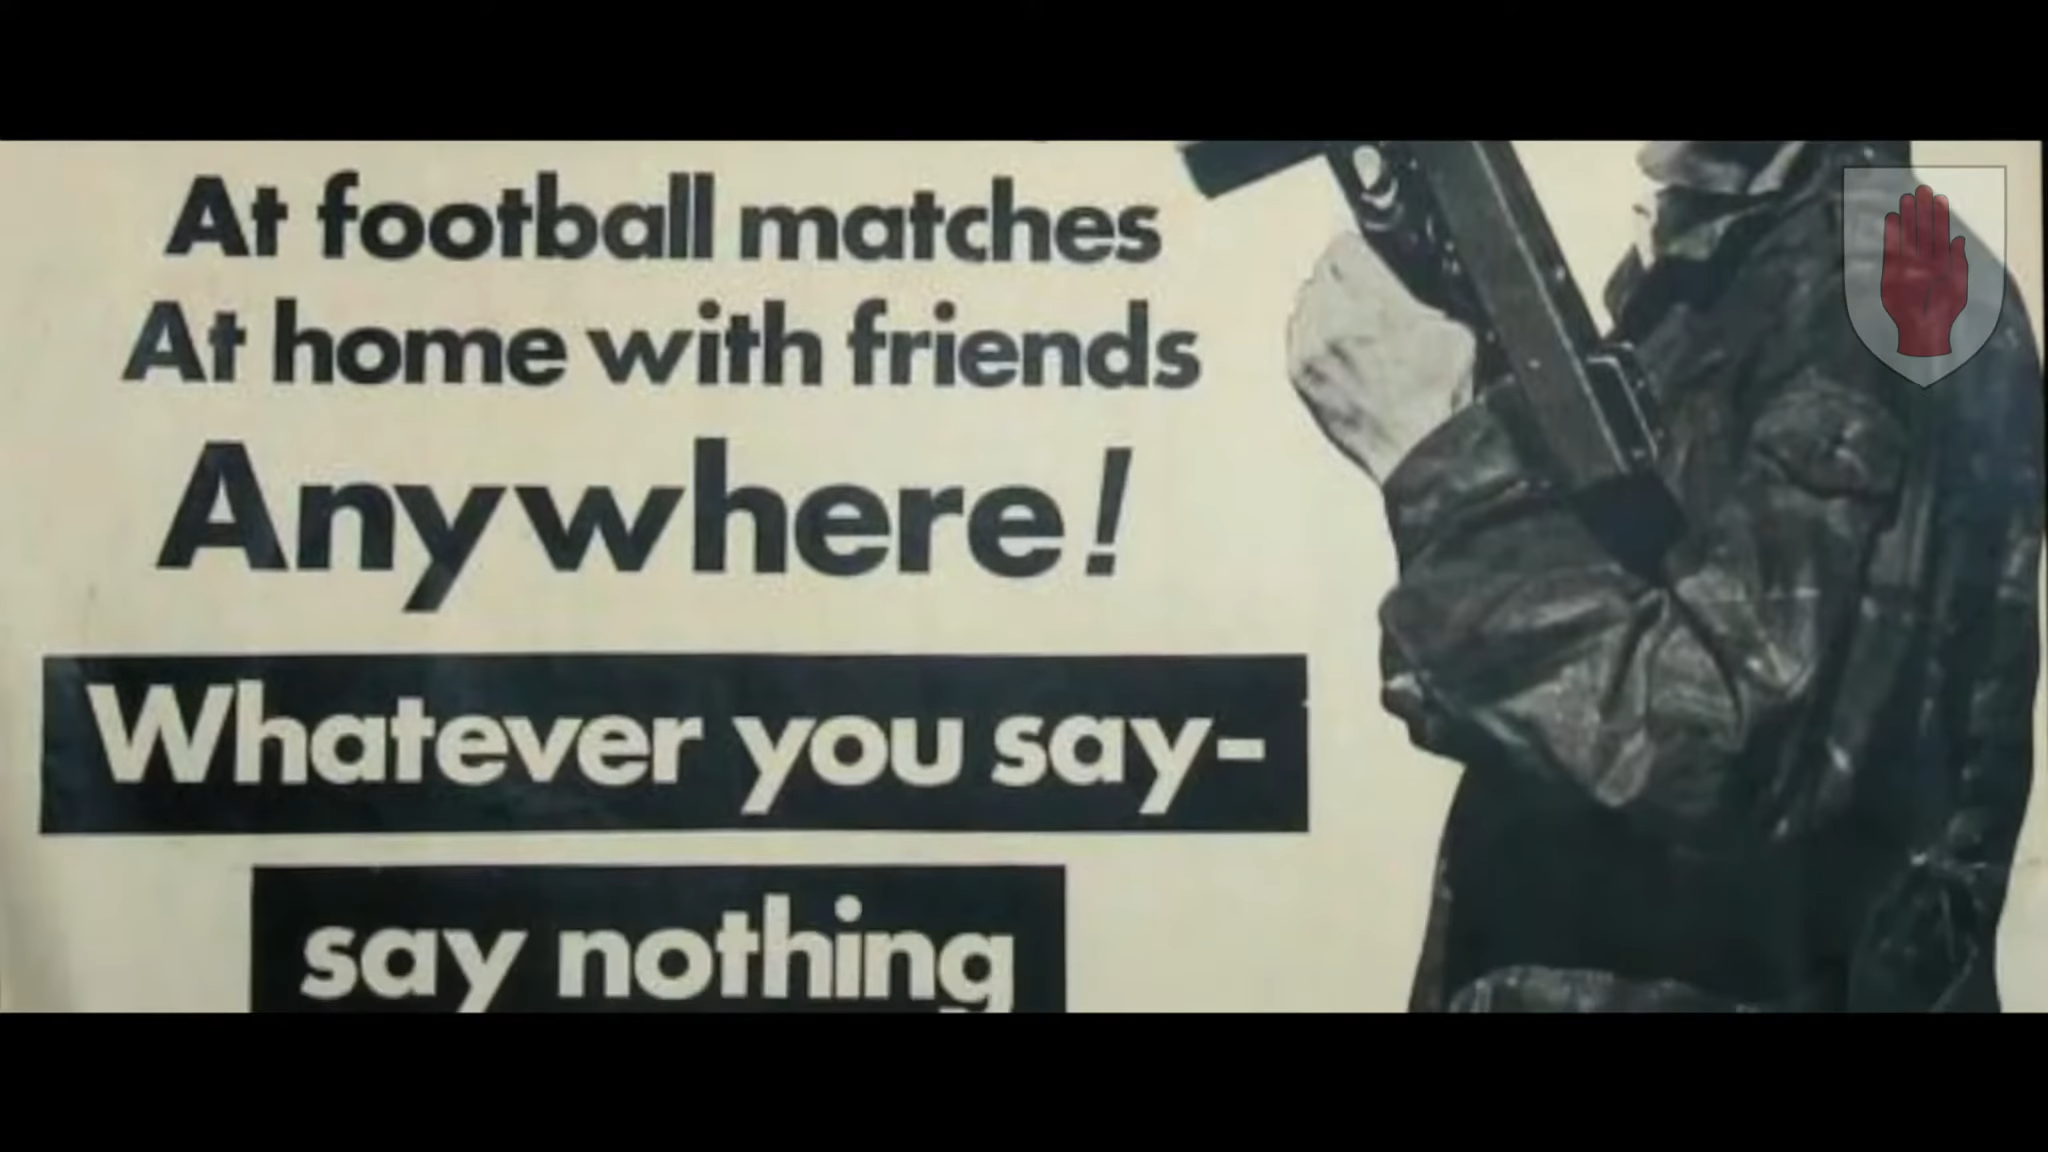 At football matches
At home with friends
Anywhere!
Whatever you say-
say nothing